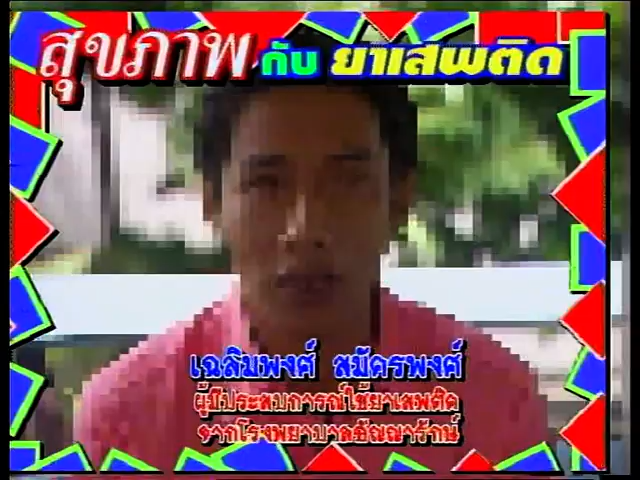 สุขภาพ กับ ยาเสพติด
เฉลิมพงศ์ สมัครพงศ์
ผู้มีประสบการณ์ใช้ยาเสพติด
จากโรงพยาบาลธัญญารักษ์